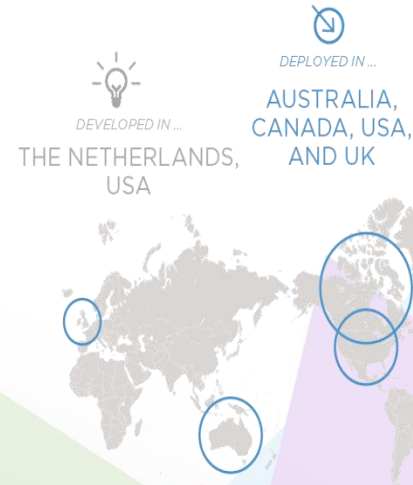 DEVELOPED IN ...
THE NETHERLANDS,
USA
DEPLOYED IN ...
AUSTRALIA,
CANADA, USA,
AND UK